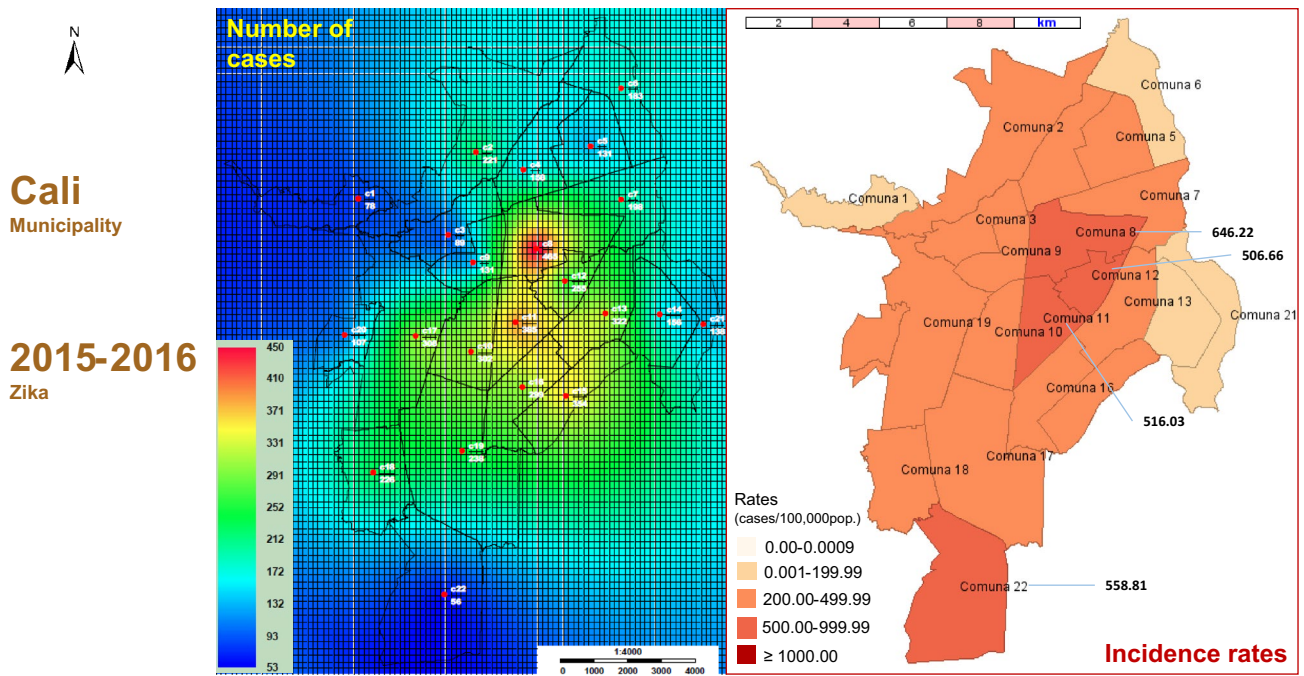 N
Cali
Municipality
2015-2016
Zika
Number of
cases
c2
221
c7
198
c1
78
c3
c12
c22
56
450
410
371
331
291
252
212
172
132
93
53
1:4000
0 1000 2000 3000 4000
2 4 6 8 km
Comuna 6
Comuna 2
Comuna 5
Comuna 1
Comuna 7
Comuna 3
Comuna 8
646.22
Comuna 9
506.66
Comuna 12
Comuna 13
Comuna 21
Comuna 19
Comuna 11
Comuna 10
Comuna 16
516.03
Comuna 17
Comuna 18
Comuna 22
558.81
Rates
(cases/100,000pop.)
0.00-0.0009
0.001-199.99
200.00-499.99
500.00-999.99
≥ 1000.00
Incidence rates